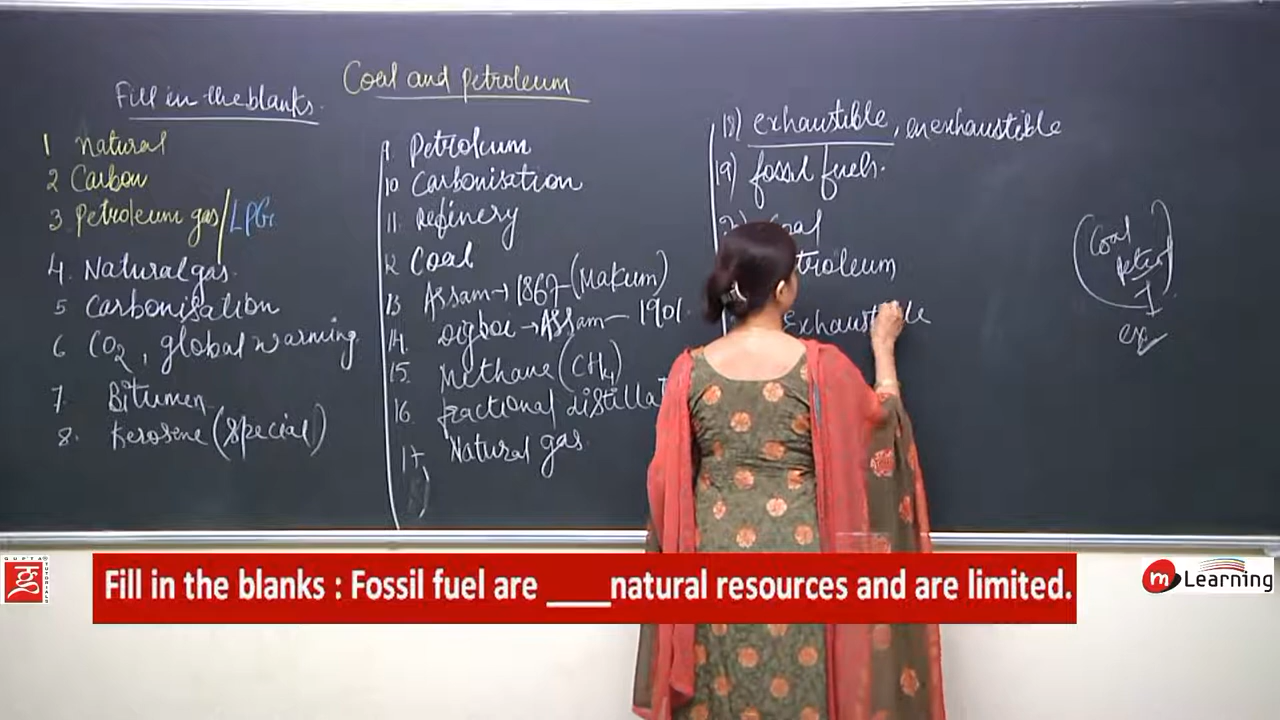 Coal and petroleum
Fill in the blanks.
1 Natural
2 Carbon
3 Petroleum gas/LPG
4. Natural gas.
5 Carbonisation
6 CO2, global warming
7. Bitumen
8. Kerosene (special)
9. Petroleum
10 Carbonisation
11. refinery
12 Coal
13 Assam→1867-(Makum)
14. Digboi→Assam-1901.
15. Methane (CH4)
16 fractional distillat
17 Natural gas
18) exhaustible, inexhaustible
19) fossil fuels.
Coal
troleum
Exhaustible
Coal
petrol
ex
Fill in the blanks : Fossil fuel are ____natural resources and are limited.
GUPTA TUTORIALS
m Learning